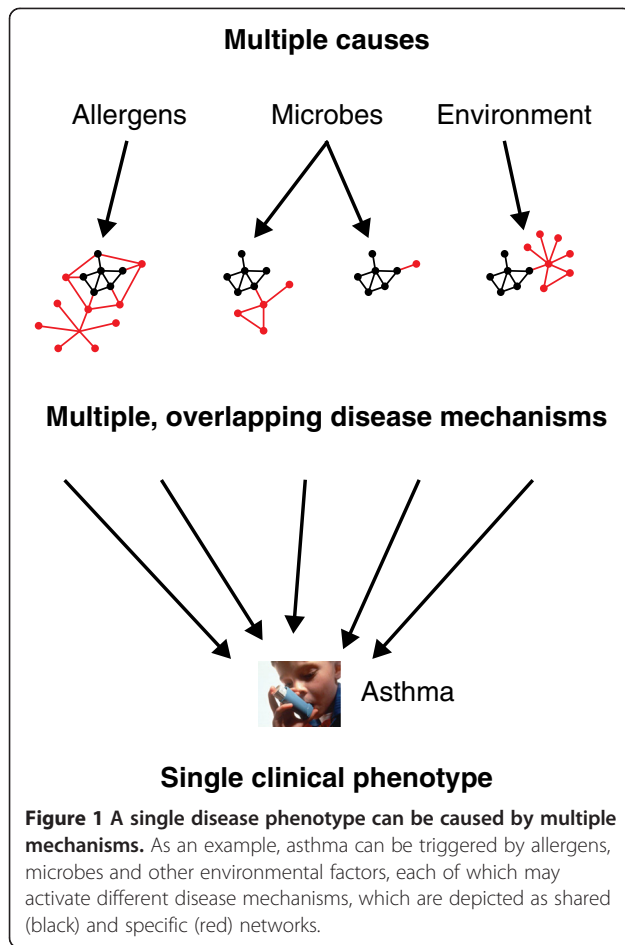 Multiple causes
Allergens Microbes Environment
Multiple, overlapping disease mechanisms
Asthma
Single clinical phenotype
Figure 1 A single disease phenotype can be caused by multiple
mechanisms. As an example, asthma can be triggered by allergens,
microbes and other environmental factors, each of which may
activate different disease mechanisms, which are depicted as shared
(black) and specific (red) networks.